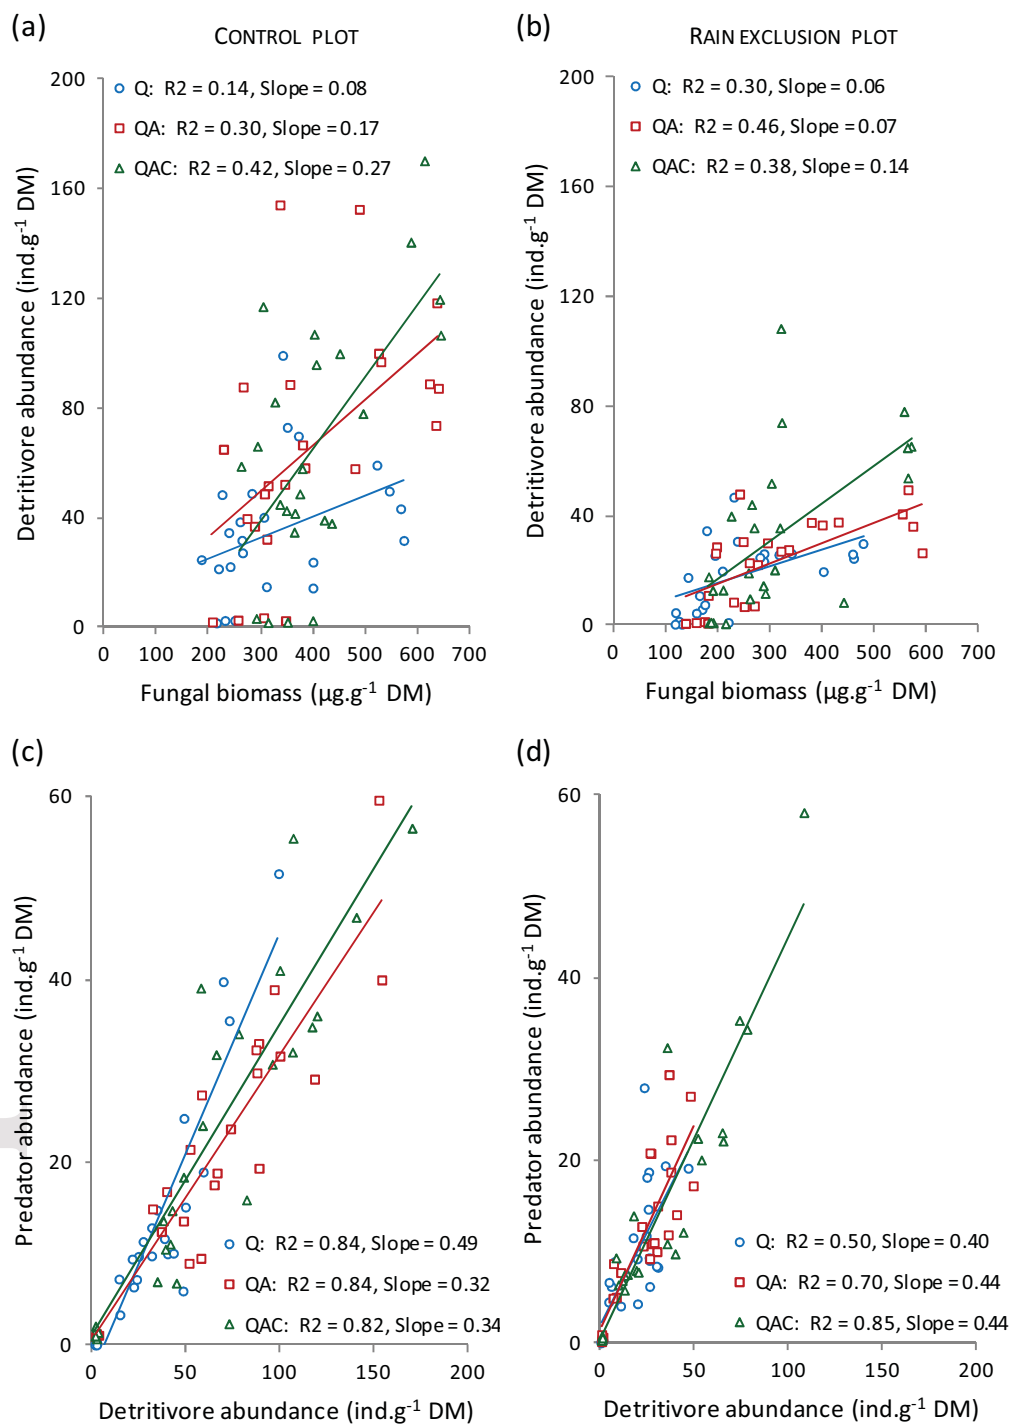 (a)
CONTROL PLOT
200
160
120
80
40
0
Detritivore abundance (ind.g-1 DM)
Q: R2 = 0.14, Slope = 0.08
QA: R2 = 0.30, Slope = 0.17
QAC: R2 = 0.42, Slope = 0.27
0 100 200 300 400 500 600 700
Fungal biomass (µg.g-1 DM)
(b)
RAIN EXCLUSION PLOT
200
160
120
80
40
0
Detritivore abundance (ind.g-1 DM)
Q: R2 = 0.30, Slope = 0.06
QA: R2 = 0.46, Slope = 0.07
QAC: R2 = 0.38, Slope = 0.14
0 100 200 300 400 500 600 700
Fungal biomass (µg.g-1 DM)
(c)
60
40
20
0
Predator abundance (ind.g-1 DM)
Q: R2 = 0.84, Slope = 0.49
QA: R2 = 0.84, Slope = 0.32
QAC: R2 = 0.82, Slope = 0.34
0 50 100 150 200
Detritivore abundance (ind.g-1 DM)
(d)
60
40
20
0
Predator abundance (ind.g-1 DM)
Q: R2 = 0.50, Slope = 0.40
QA: R2 = 0.70, Slope = 0.44
QAC: R2 = 0.85, Slope = 0.44
0 50 100 150 200
Detritivore abundance (ind.g-1 DM)